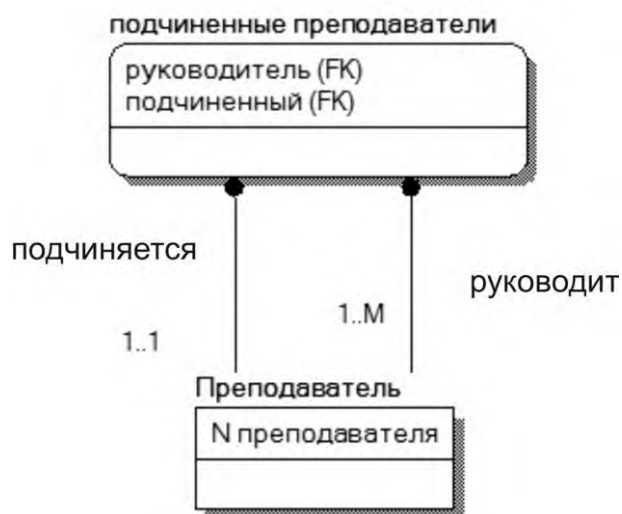 подчиненные преподаватели
руководитель (FK)
подчиненный (FK)
подчиняется
руководит
1..1
1..M
Преподаватель
N преподавателя